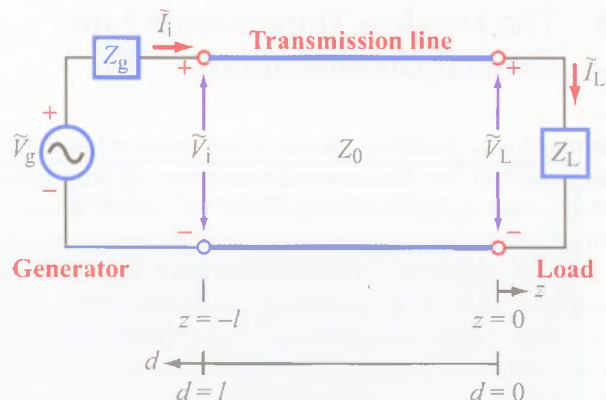 Ĩi
Transmission line
Zg
+
+
+
ĨL
+
Ṽg
Ṽi
Z0
ṼL
ZL
−
−
−
Generator
Load
z
z = −l
z = 0
d
d = l
d = 0